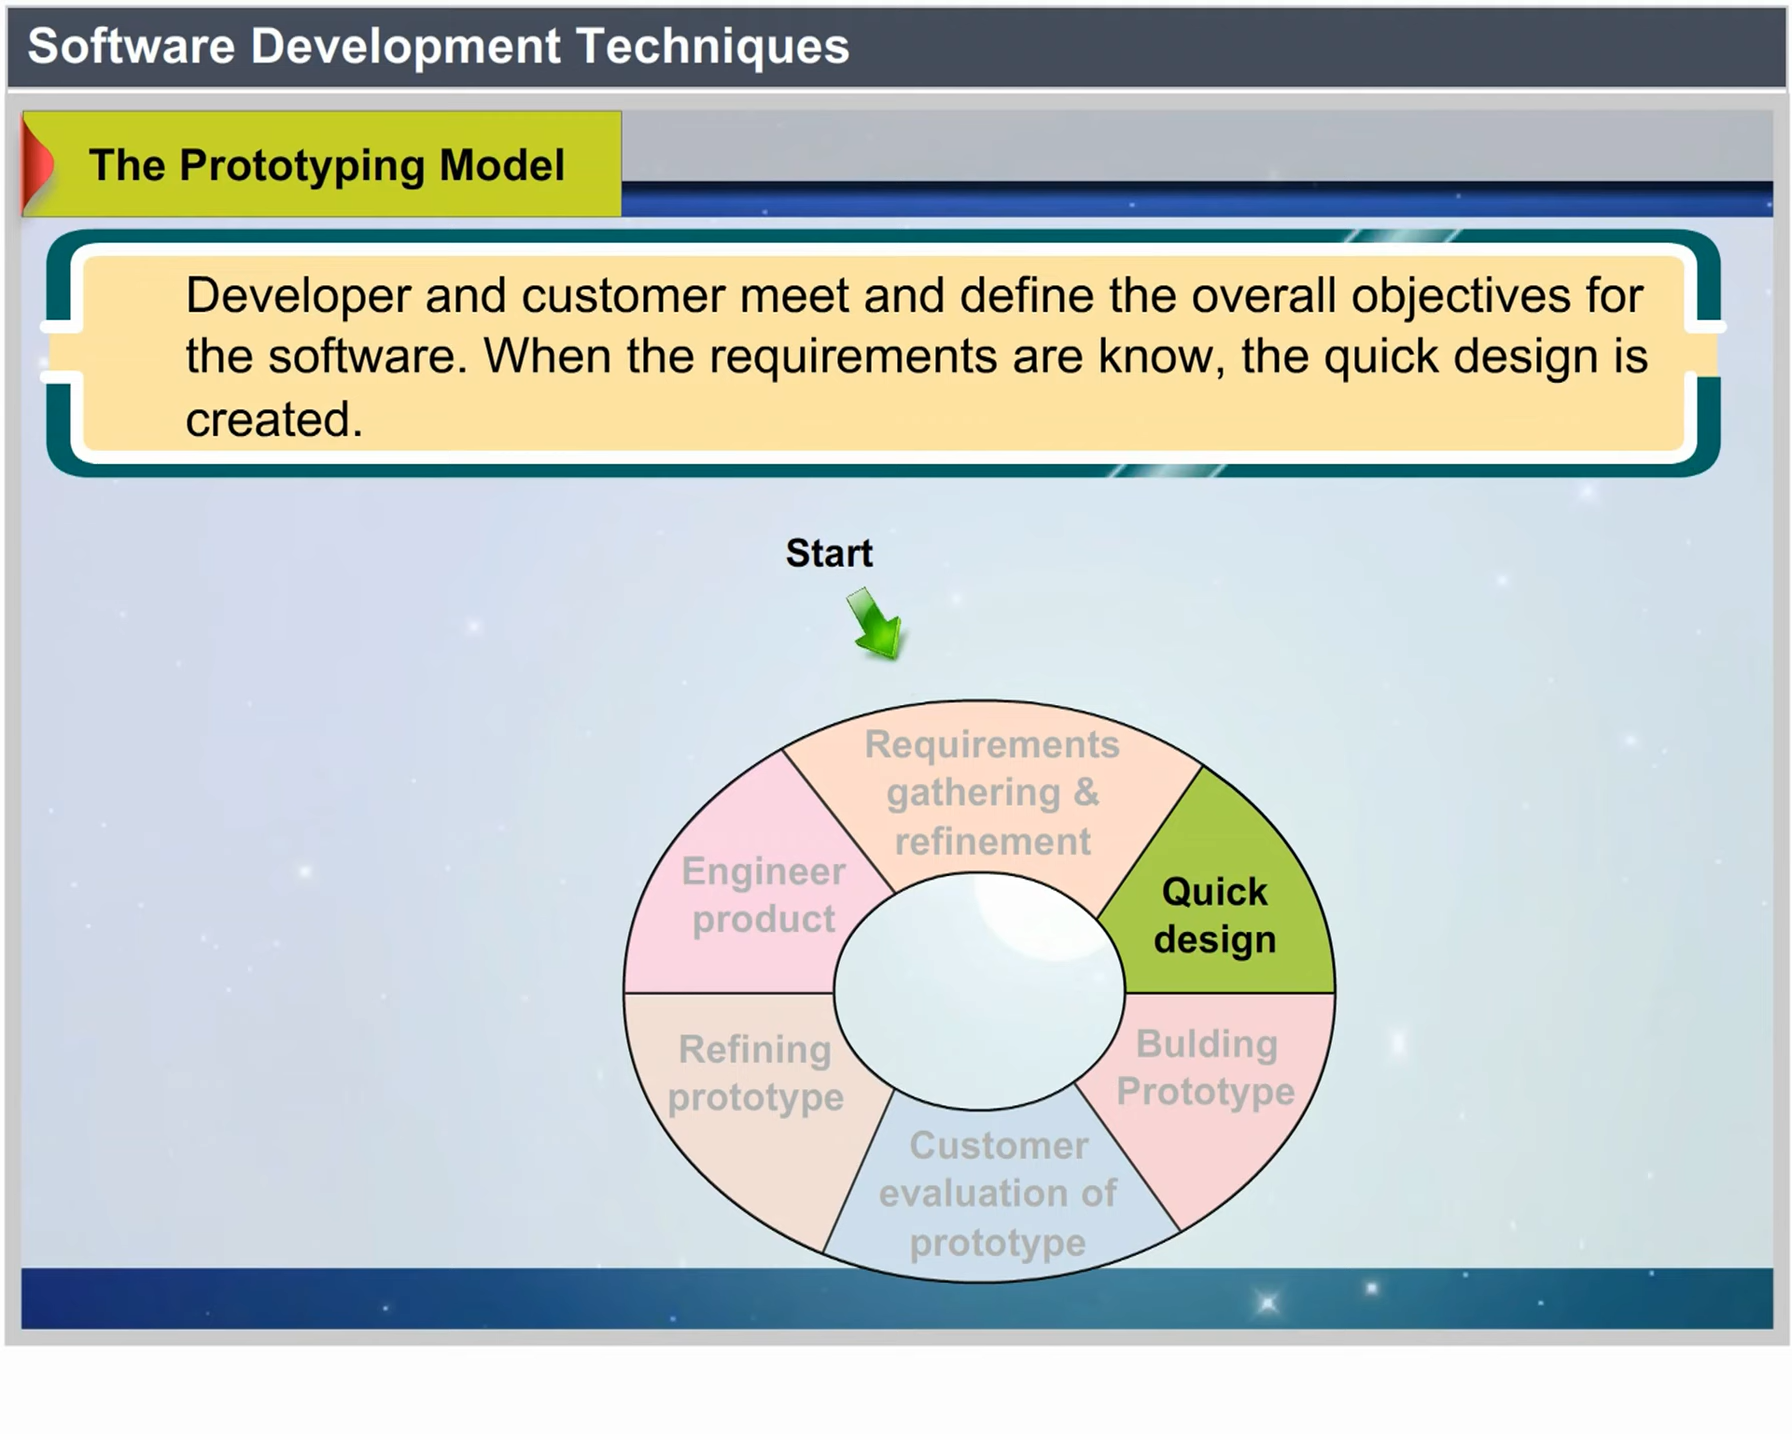 Software Development Techniques
The Prototyping Model
Developer and customer meet and define the overall objectives for
the software. When the requirements are know, the quick design is
created.
Start
Requirements
gathering &
refinement
Quick
design
Bulding
Prototype
Customer
evaluation of
prototype
Refining
prototype
Engineer
product